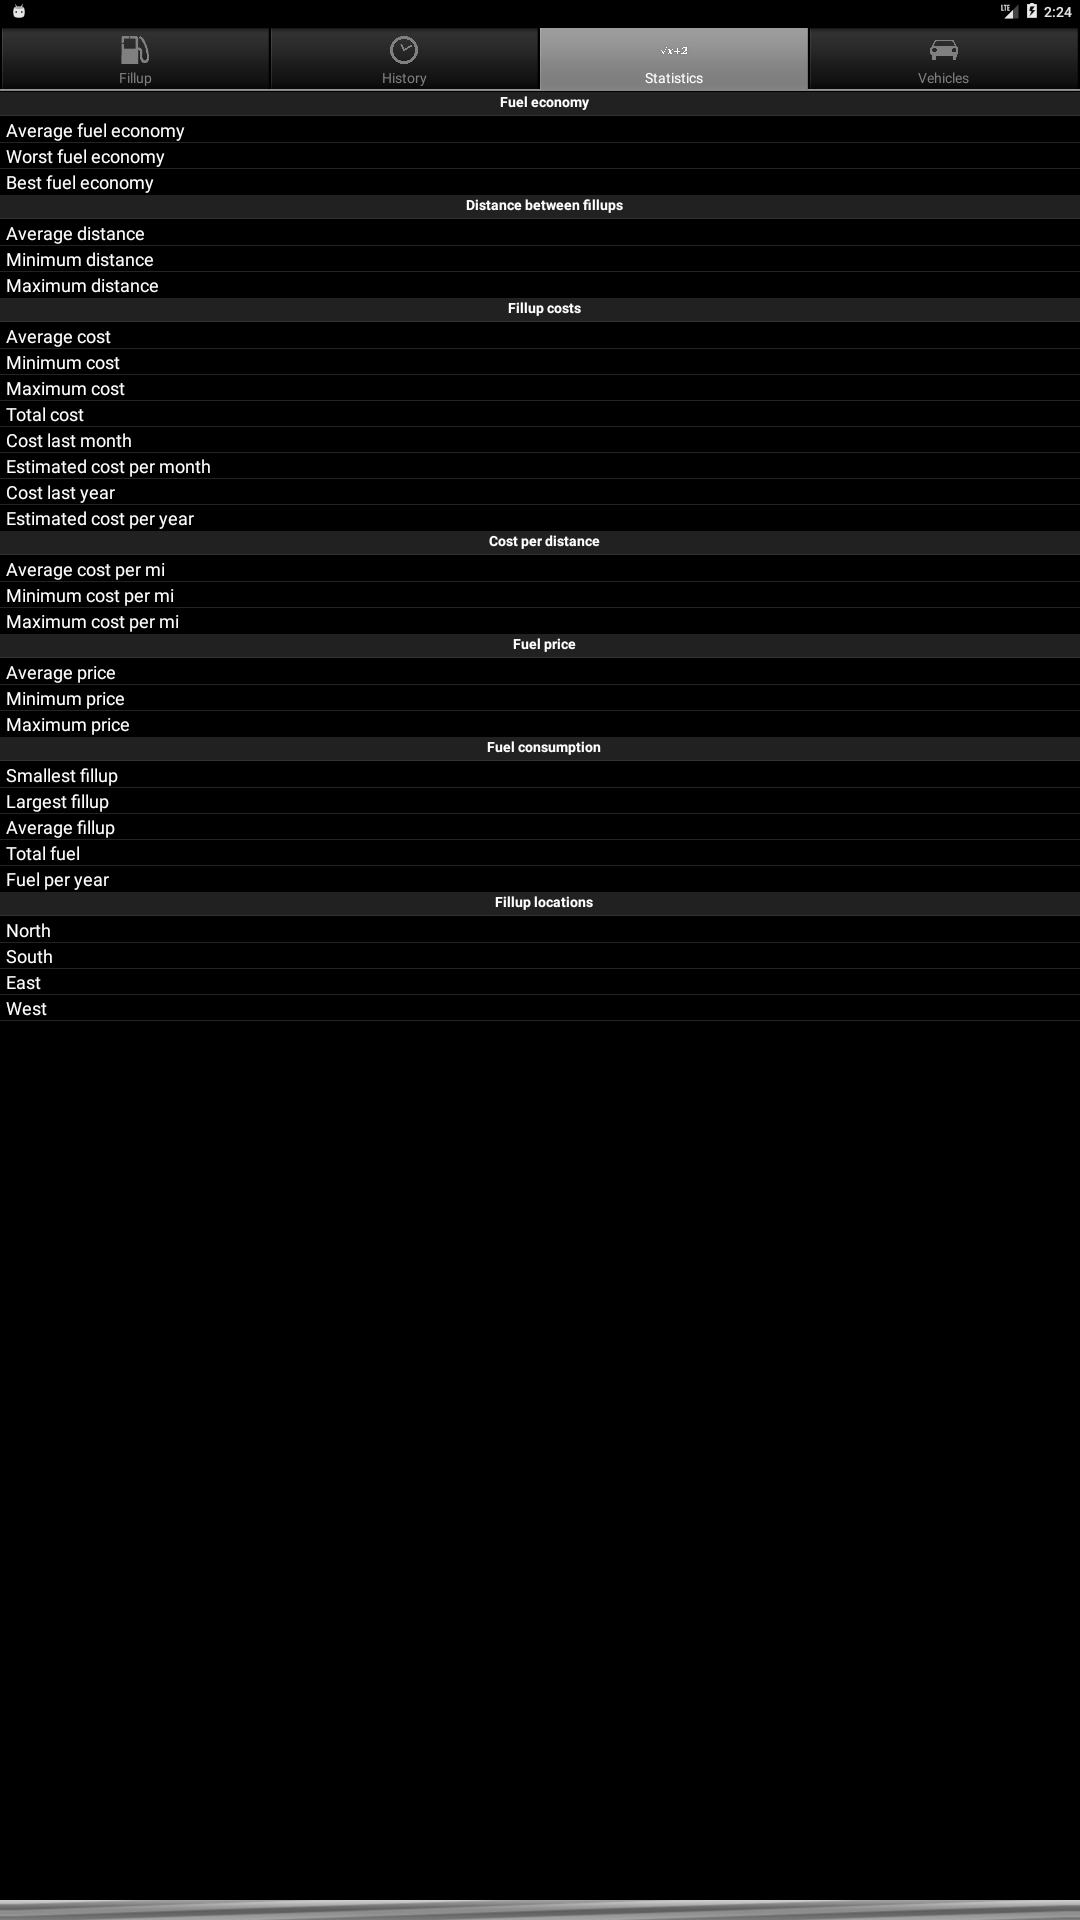 LTE 2:24
Fillup History √x+2 Statistics Vehicles
Fuel economy
Average fuel economy
Worst fuel economy
Best fuel economy
Distance between fillups
Average distance
Minimum distance
Maximum distance
Fillup costs
Average cost
Minimum cost
Maximum cost
Total cost
Cost last month
Estimated cost per month
Cost last year
Estimated cost per year
Cost per distance
Average cost per mi
Minimum cost per mi
Maximum cost per mi
Fuel price
Average price
Minimum price
Maximum price
Fuel consumption
Smallest fillup
Largest fillup
Average fillup
Total fuel
Fuel per year
Fillup locations
North
South
East
West